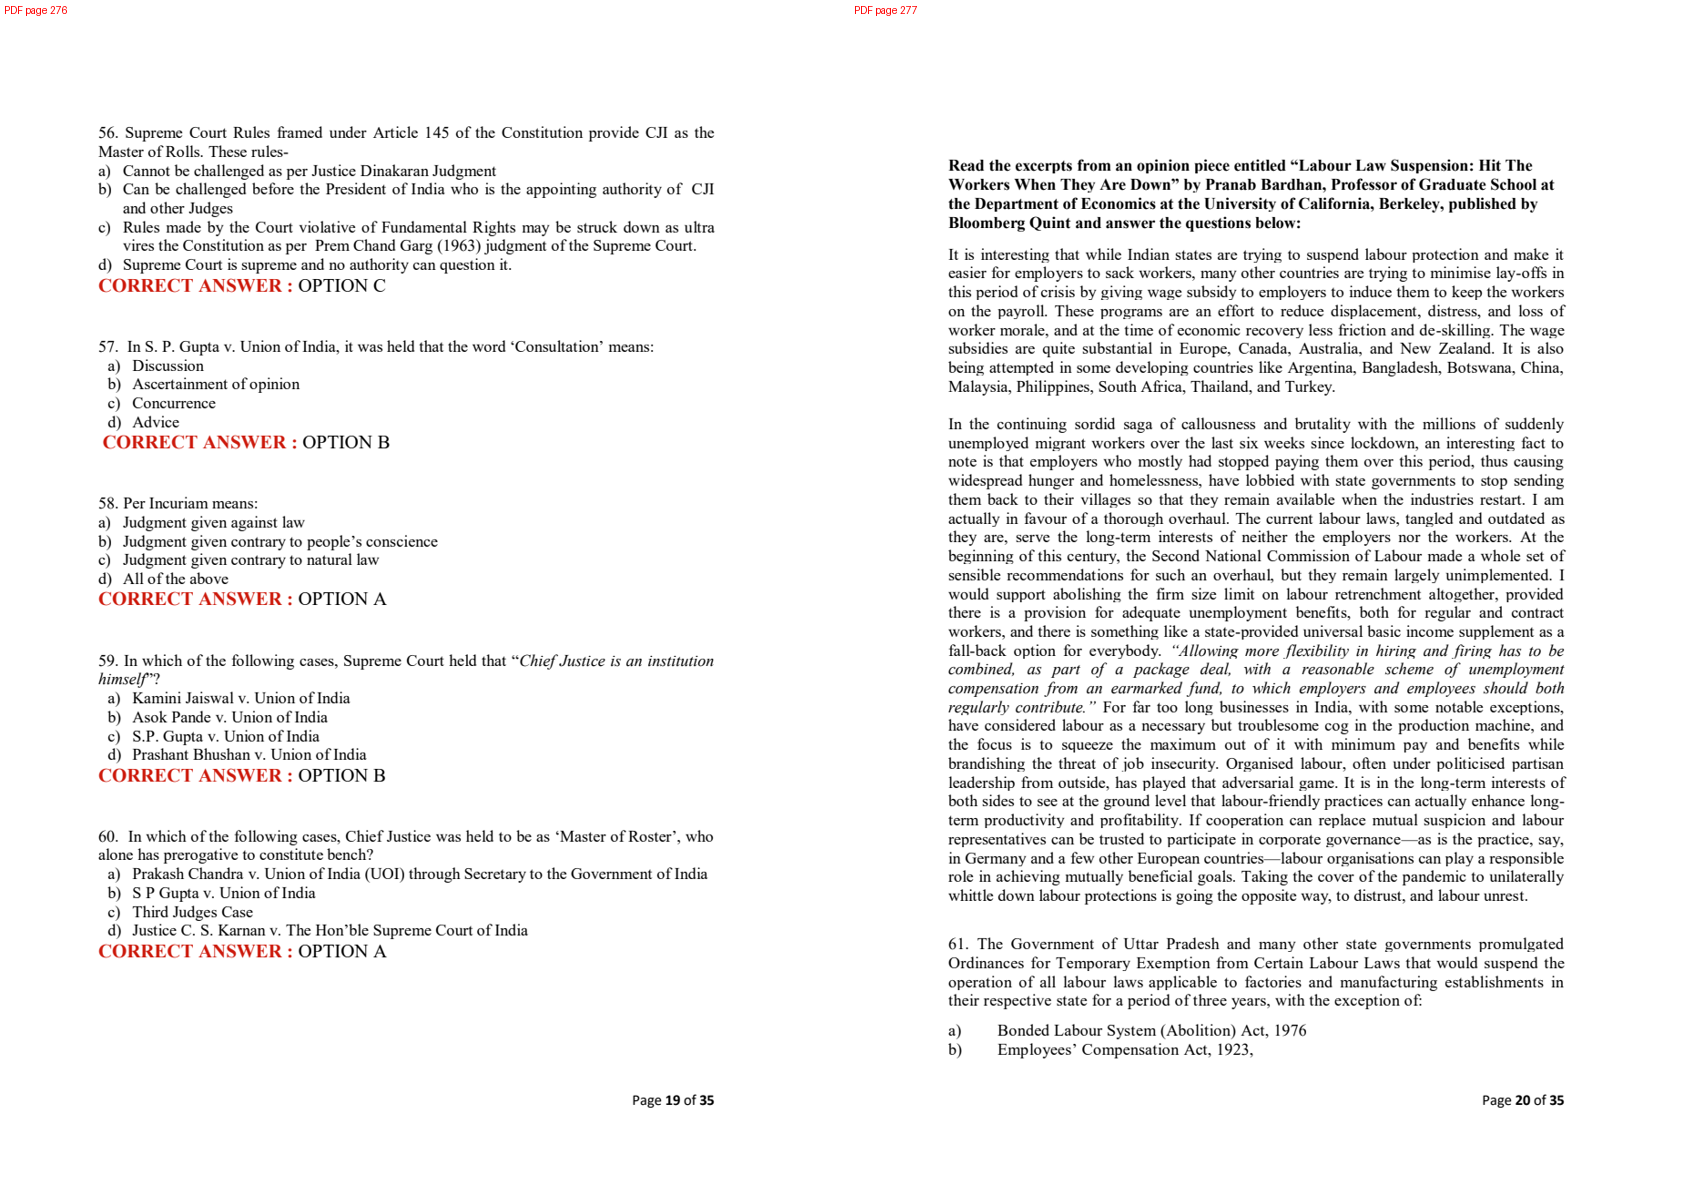 PDF page 276
56. Supreme Court Rules framed under Article 145 of the Constitution provide CJI as the
Master of Rolls. These rules-
a) Cannot be challenged as per Justice Dinakaran Judgment
b) Can be challenged before the President of India who is the appointing authority of CJI
and other Judges
c) Rules made by the Court violative of Fundamental Rights may be struck down as ultra
vires the Constitution as per Prem Chand Garg (1963) judgment of the Supreme Court.
d) Supreme Court is supreme and no authority can question it.
CORRECT ANSWER : OPTION C
57. In S. P. Gupta v. Union of India, it was held that the word ‘Consultation’ means:
a) Discussion
b) Ascertainment of opinion
c) Concurrence
d) Advice
CORRECT ANSWER : OPTION B
58. Per Incuriam means:
a) Judgment given against law
b) Judgment given contrary to people’s conscience
c) Judgment given contrary to natural law
d) All of the above
CORRECT ANSWER : OPTION A
59. In which of the following cases, Supreme Court held that “Chief Justice is an institution
himself”?
a) Kamini Jaiswal v. Union of India
b) Asok Pande v. Union of India
c) S.P. Gupta v. Union of India
d) Prashant Bhushan v. Union of India
CORRECT ANSWER : OPTION B
60. In which of the following cases, Chief Justice was held to be as ‘Master of Roster’, who
alone has prerogative to constitute bench?
a) Prakash Chandra v. Union of India (UOI) through Secretary to the Government of India
b) S P Gupta v. Union of India
c) Third Judges Case
d) Justice C. S. Karnan v. The Hon’ble Supreme Court of India
CORRECT ANSWER : OPTION A
Page 19 of 35
PDF page 277
Read the excerpts from an opinion piece entitled “Labour Law Suspension: Hit The
Workers When They Are Down” by Pranab Bardhan, Professor of Graduate School at
the Department of Economics at the University of California, Berkeley, published by
Bloomberg Quint and answer the questions below:
It is interesting that while Indian states are trying to suspend labour protection and make it
easier for employers to sack workers, many other countries are trying to minimise lay-offs in
this period of crisis by giving wage subsidy to employers to induce them to keep the workers
on the payroll. These programs are an effort to reduce displacement, distress, and loss of
worker morale, and at the time of economic recovery less friction and de-skilling. The wage
subsidies are quite substantial in Europe, Canada, Australia, and New Zealand. It is also
being attempted in some developing countries like Argentina, Bangladesh, Botswana, China,
Malaysia, Philippines, South Africa, Thailand, and Turkey.
In the continuing sordid saga of callousness and brutality with the millions of suddenly
unemployed migrant workers over the last six weeks since lockdown, an interesting fact to
note is that employers who mostly had stopped paying them over this period, thus causing
widespread hunger and homelessness, have lobbied with state governments to stop sending
them back to their villages so that they remain available when the industries restart. I am
actually in favour of a thorough overhaul. The current labour laws, tangled and outdated as
they are, serve the long-term interests of neither the employers nor the workers. At the
beginning of this century, the Second National Commission of Labour made a whole set of
sensible recommendations for such an overhaul, but they remain largely unimplemented. I
would support abolishing the firm size limit on labour retrenchment altogether, provided
there is a provision for adequate unemployment benefits, both for regular and contract
workers, and there is something like a state-provided universal basic income supplement as a
fall-back option for everybody. “Allowing more flexibility in hiring and firing has to be
combined, as part of a package deal, with a reasonable scheme of unemployment
compensation from an earmarked fund, to which employers and employees should both
regularly contribute.” For far too long businesses in India, with some notable exceptions,
have considered labour as a necessary but troublesome cog in the production machine, and
the focus is to squeeze the maximum out of it with minimum pay and benefits while
brandishing the threat of job insecurity. Organised labour, often under politicised partisan
leadership from outside, has played that adversarial game. It is in the long-term interests of
both sides to see at the ground level that labour-friendly practices can actually enhance long-
term productivity and profitability. If cooperation can replace mutual suspicion and labour
representatives can be trusted to participate in corporate governance—as is the practice, say,
in Germany and a few other European countries—labour organisations can play a responsible
role in achieving mutually beneficial goals. Taking the cover of the pandemic to unilaterally
whittle down labour protections is going the opposite way, to distrust, and labour unrest.
61. The Government of Uttar Pradesh and many other state governments promulgated
Ordinances for Temporary Exemption from Certain Labour Laws that would suspend the
operation of all labour laws applicable to factories and manufacturing establishments in
their respective state for a period of three years, with the exception of:
a) Bonded Labour System (Abolition) Act, 1976
b) Employees’ Compensation Act, 1923,
Page 20 of 35